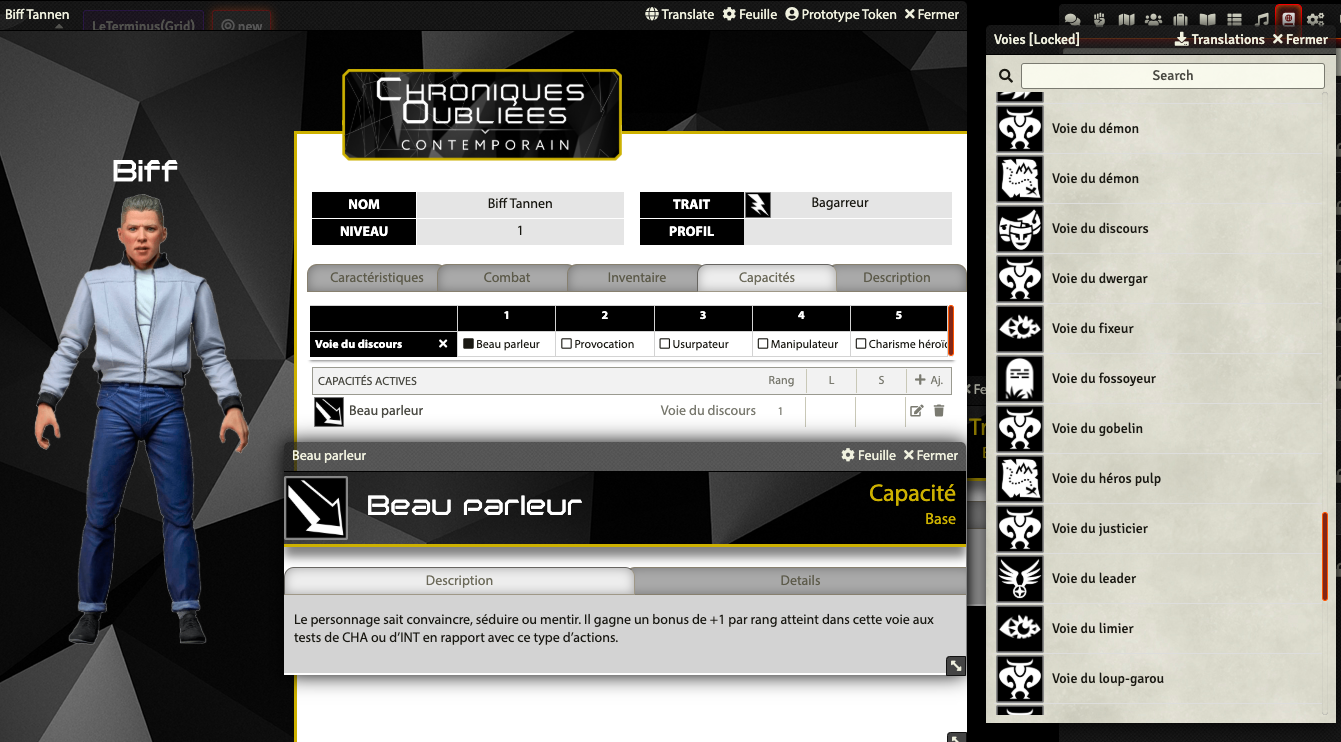 Biff Tannen
LeTerminus(Grid)
new
Translate Feuille Prototype Token Fermer
Biff
CHRONIQUES
OUBLIÉES
CONTEMPORAIN
NOM Biff Tannen TRAIT Bagarreur
NIVEAU 1 PROFIL
Caractéristiques Combat Inventaire Capacités Description
1 2 3 4 5
Voie du discours Beau parleur Provocation Usurpateur Manipulateur Charisme héroïq
CAPACITÉS ACTIVES Rang L S Aj.
Beau parleur Voie du discours 1
Beau parleur Feuille Fermer
Beau parleur
Capacité
Base
Description Details
Le personnage sait convaincre, séduire ou mentir. Il gagne un bonus de +1 par rang atteint dans cette voie aux
tests de CHA ou d'INT en rapport avec ce type d'actions.
Voies [Locked] Translations Fermer
Search
Voie du démon
Voie du démon
Voie du discours
Voie du dwergar
Voie du fixeur
Voie du fossoyeur
Voie du gobelin
Voie du héros pulp
Voie du justicier
Voie du leader
Voie du limier
Voie du loup-garou